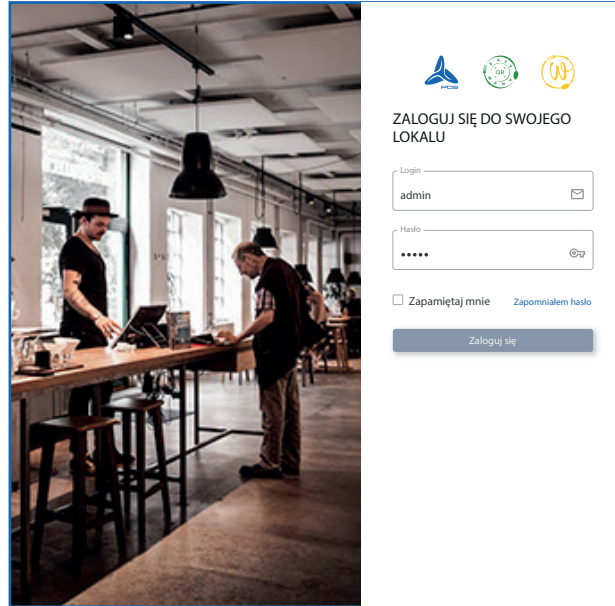 POS
QR
ZALOGUJ SIĘ DO SWOJEGO
LOKALU
Login
admin
Hasło
•••••
Zapamiętaj mnie
Zapomniałem hasło
Zaloguj się